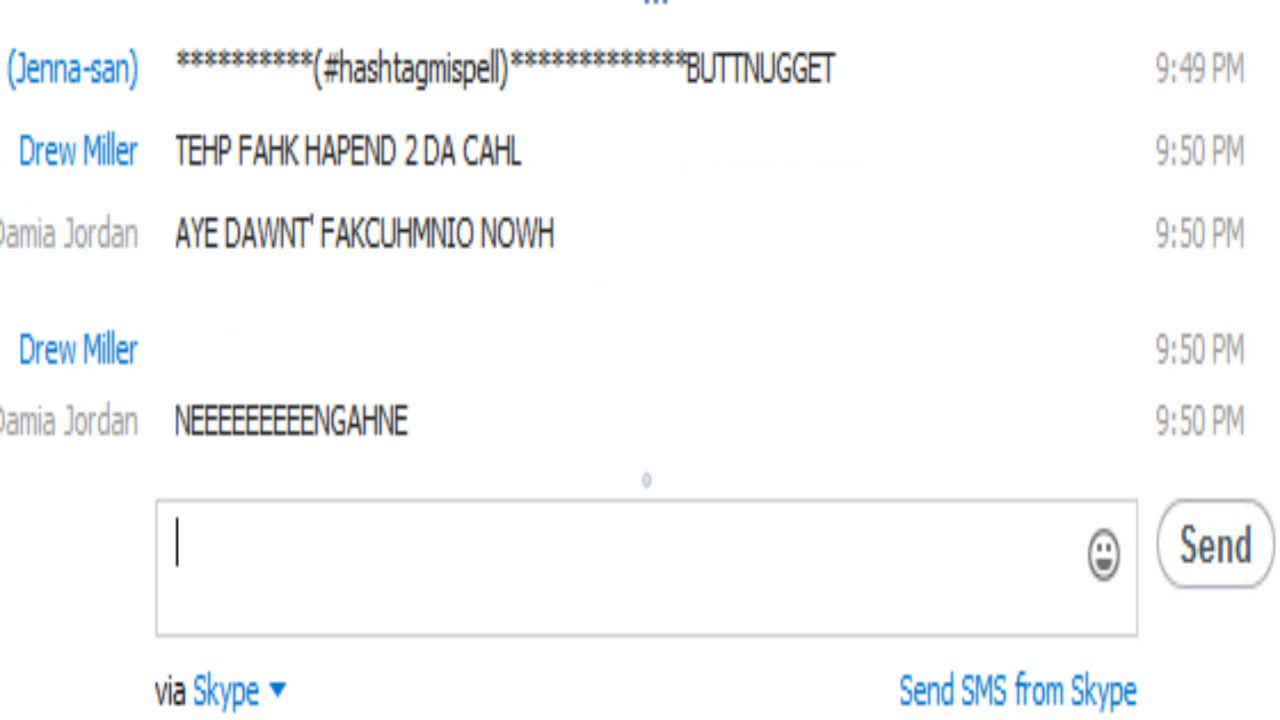 (Jenna-san) **********(#hashtagmispell)*************BUTTNUGGET 9:49 PM
Drew Miller TEHP FAHK HAPEND 2 DA CAHL 9:50 PM
Damia Jordan AYE DAWNT' FAKCUHMNIO NOWH 9:50 PM
Drew Miller 9:50 PM
Damia Jordan NEEEEEEEEENGAHNE 9:50 PM
Send
via Skype Send SMS from Skype